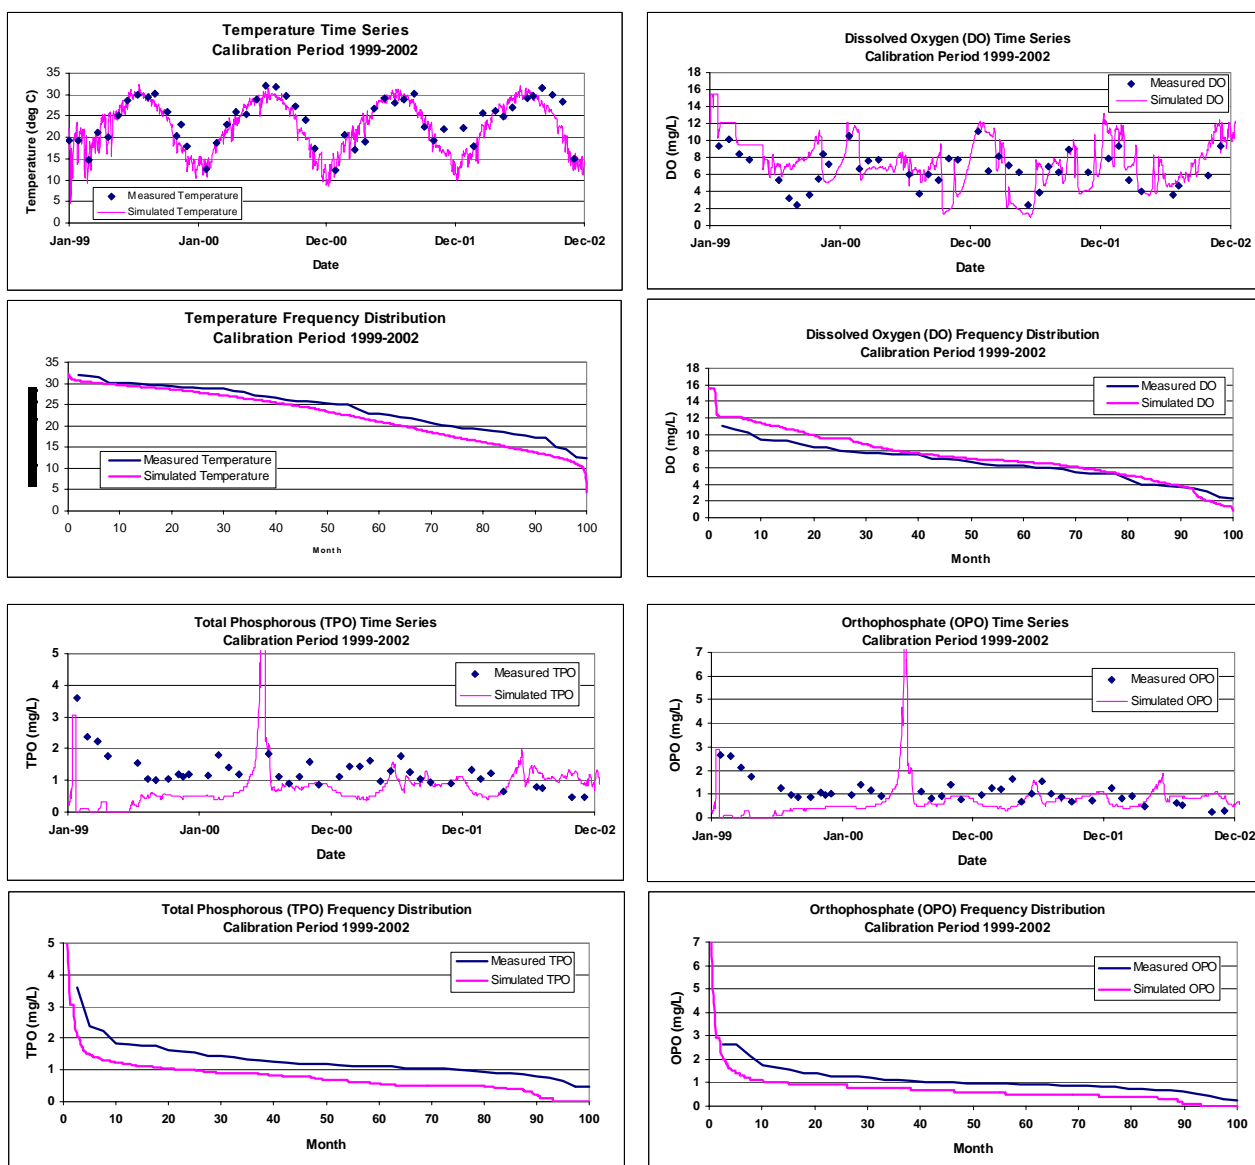 Temperature Time Series
Calibration Period 1999-2002
35
30
25
20
15
10
5
0
Temperature (deg C)
Measured Temperature
Simulated Temperature
Jan-99 Jan-00 Dec-00 Dec-01 Dec-02
Date
Dissolved Oxygen (DO) Time Series
Calibration Period 1999-2002
18
16
14
12
10
8
6
4
2
0
DO (mg/L)
Measured DO
Simulated DO
Jan-99 Jan-00 Dec-00 Dec-01 Dec-02
Date
Temperature Frequency Distribution
Calibration Period 1999-2002
35
30
25
20
15
10
5
0
Measured Temperature
Simulated Temperature
0 10 20 30 40 50 60 70 80 90 100
Month
Dissolved Oxygen (DO) Frequency Distribution
Calibration Period 1999-2002
18
16
14
12
10
8
6
4
2
0
DO (mg/L)
Measured DO
Simulated DO
0 10 20 30 40 50 60 70 80 90 100
Month
Total Phosphorous (TPO) Time Series
Calibration Period 1999-2002
5
4
3
2
1
0
TPO (mg/L)
Measured TPO
Simulated TPO
Jan-99 Jan-00 Dec-00 Dec-01 Dec-02
Date
Orthophosphate (OPO) Time Series
Calibration Period 1999-2002
7
6
5
4
3
2
1
0
OPO (mg/L)
Measured OPO
Simulated OPO
Jan-99 Jan-00 Dec-00 Dec-01 Dec-02
Date
Total Phosphorous (TPO) Frequency Distribution
Calibration Period 1999-2002
5
4
3
2
1
0
TPO (mg/L)
Measured TPO
Simulated TPO
0 10 20 30 40 50 60 70 80 90 100
Month
Orthophosphate (OPO) Frequency Distribution
Calibration Period 1999-2002
7
6
5
4
3
2
1
0
OPO (mg/L)
Measured OPO
Simulated OPO
0 10 20 30 40 50 60 70 80 90 100
Month